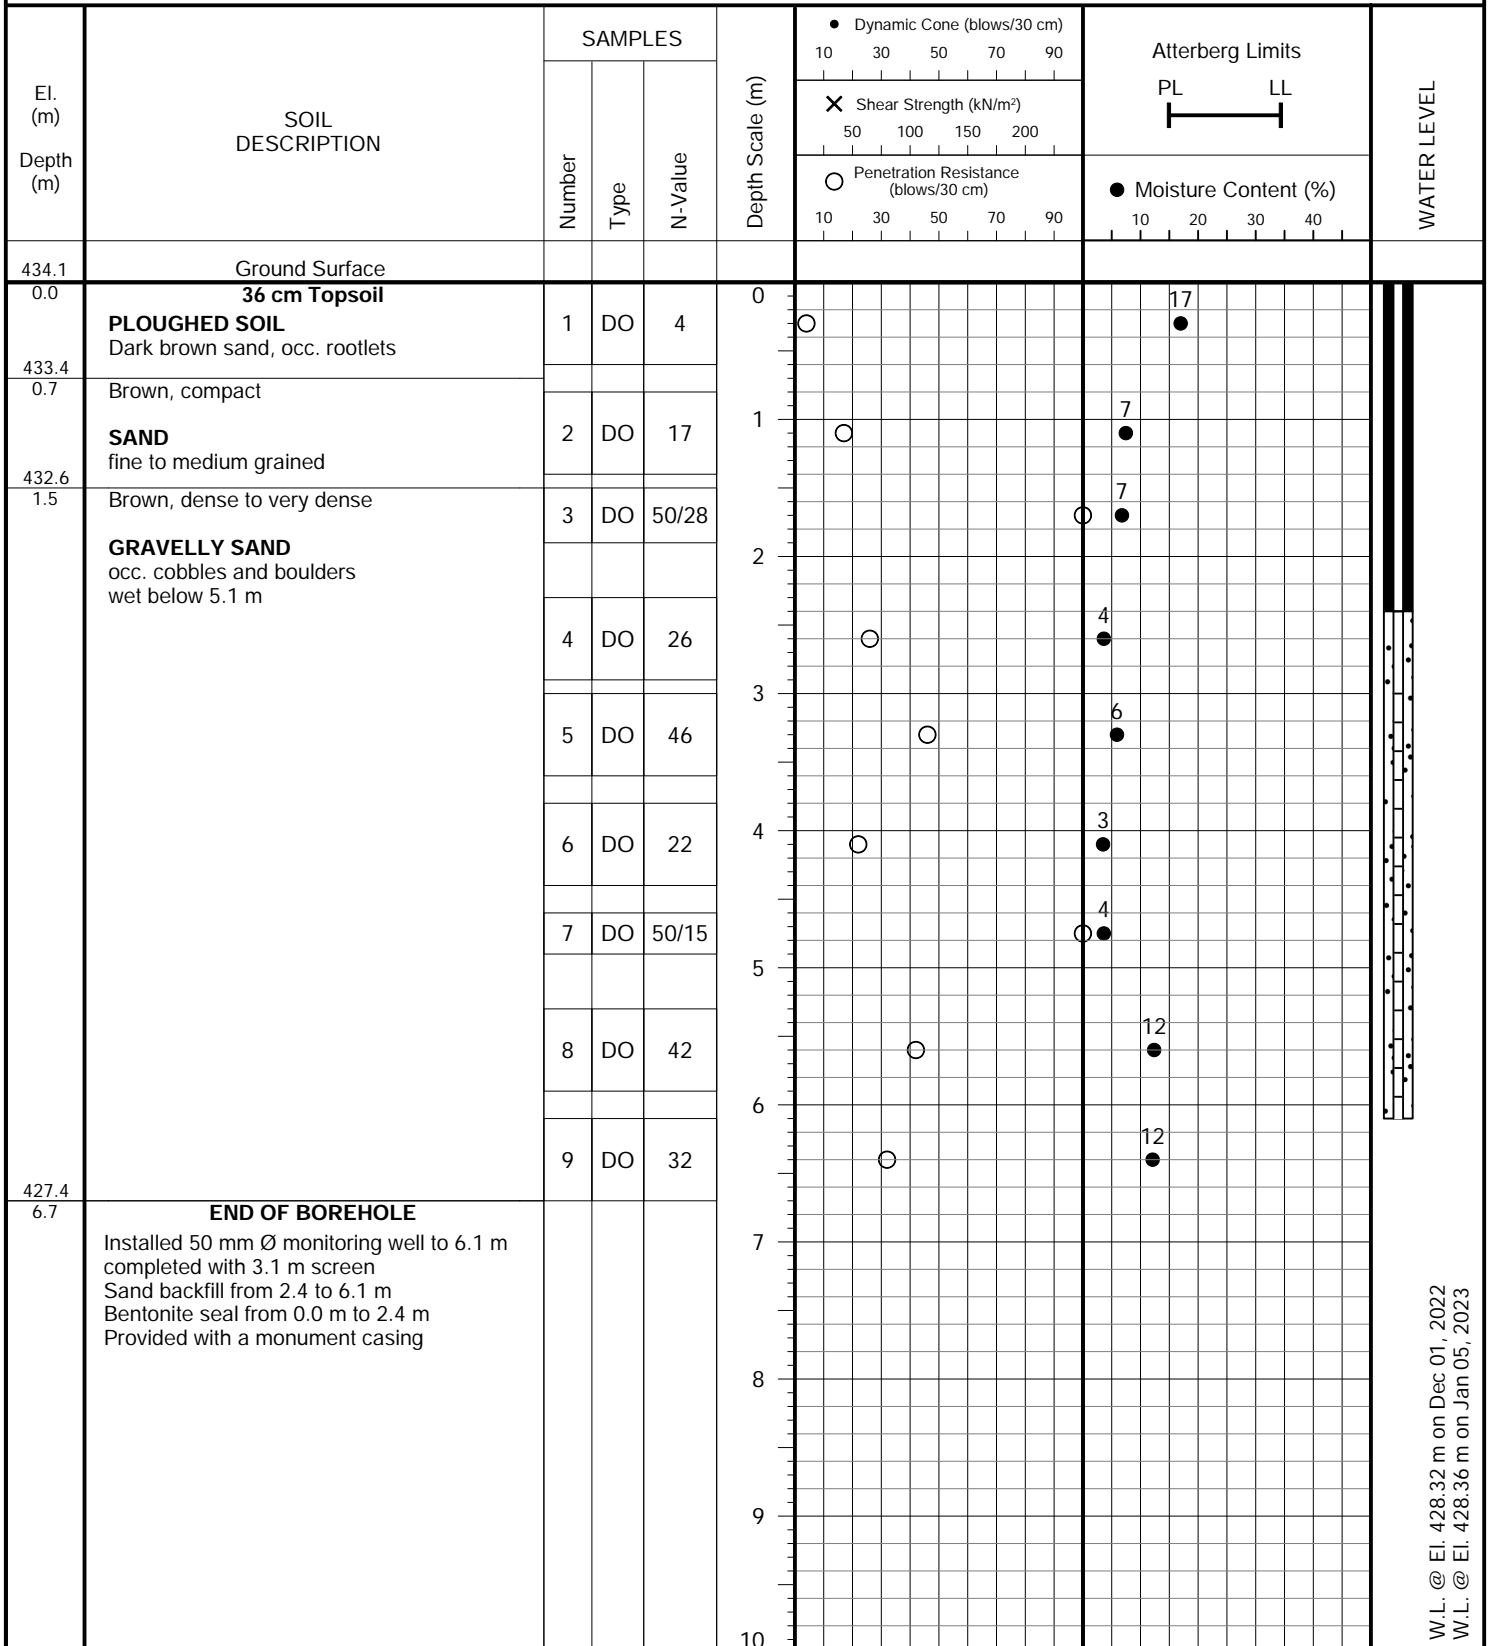 El.
(m)
Depth
(m)
SOIL
DESCRIPTION
SAMPLES
Number
Type
N-Value
Depth Scale (m)
Dynamic Cone (blows/30 cm)
10 30 50 70 90
Shear Strength (kN/m²)
50 100 150 200
Penetration Resistance
(blows/30 cm)
10 30 50 70 90
Atterberg Limits
PL LL
Moisture Content (%)
10 20 30 40
WATER LEVEL
434.1 Ground Surface
0.0 36 cm Topsoil 0
PLOUGHED SOIL 1 DO 4 17
Dark brown sand, occ. rootlets
433.4
0.7 Brown, compact
1 7
SAND 2 DO 17
fine to medium grained
432.6
1.5 Brown, dense to very dense 7
3 DO 50/28
GRAVELLY SAND 2
occ. cobbles and boulders
wet below 5.1 m
4 DO 26 4
3
5 DO 46 6
4 3
6 DO 22
7 DO 50/15 4
5
8 DO 42 12
6
9 DO 32 12
427.4
6.7 END OF BOREHOLE
Installed 50 mm Ø monitoring well to 6.1 m 7
completed with 3.1 m screen
Sand backfill from 2.4 to 6.1 m
Bentonite seal from 0.0 m to 2.4 m
Provided with a monument casing
8
9
10
W.L. @ El. 428.32 m on Dec 01, 2022
W.L. @ El. 428.36 m on Jan 05, 2023